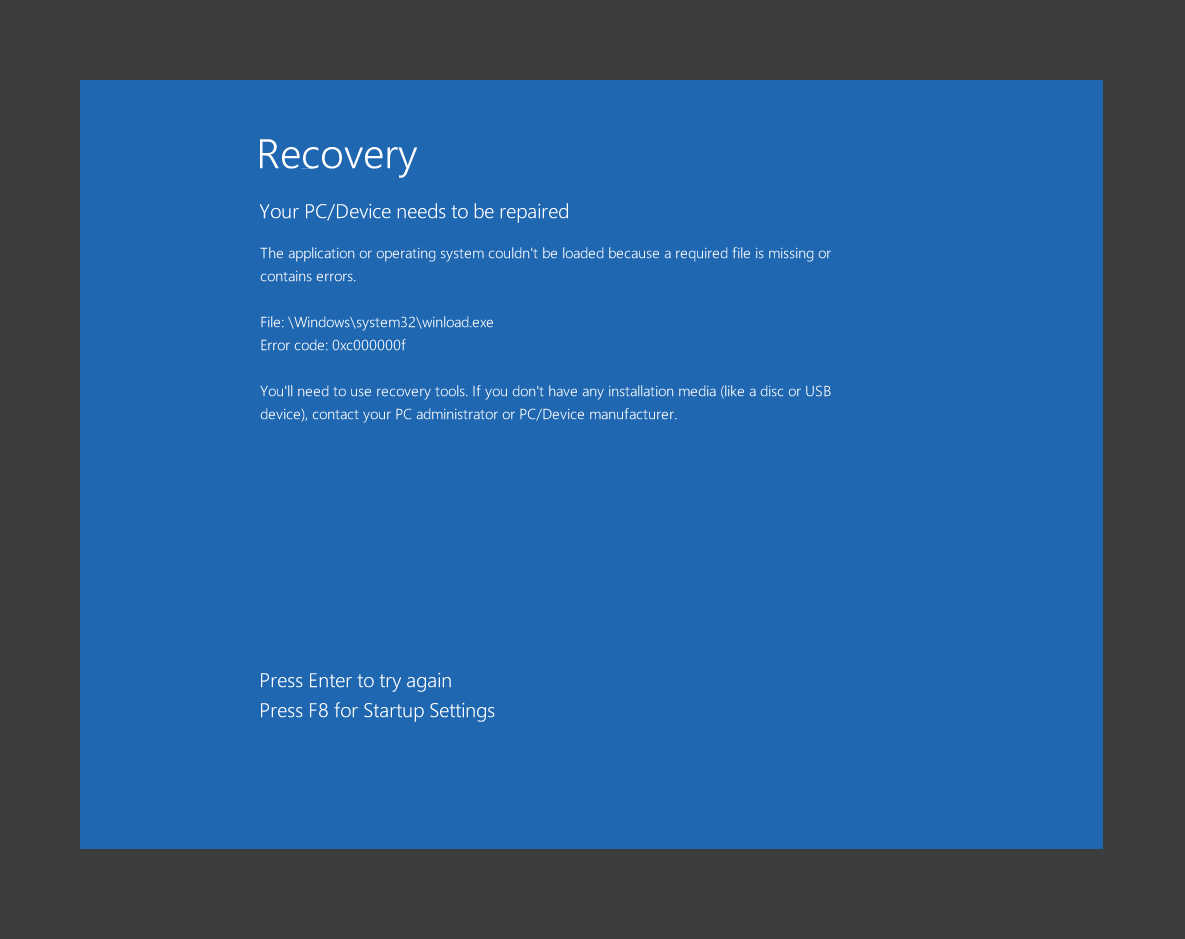 Recovery
Your PC/Device needs to be repaired
The application or operating system couldn't be loaded because a required file is missing or
contains errors.
File: \Windows\system32\winload.exe
Error code: 0xc000000f
You'll need to use recovery tools. If you don't have any installation media (like a disc or USB
device), contact your PC administrator or PC/Device manufacturer.
Press Enter to try again
Press F8 for Startup Settings